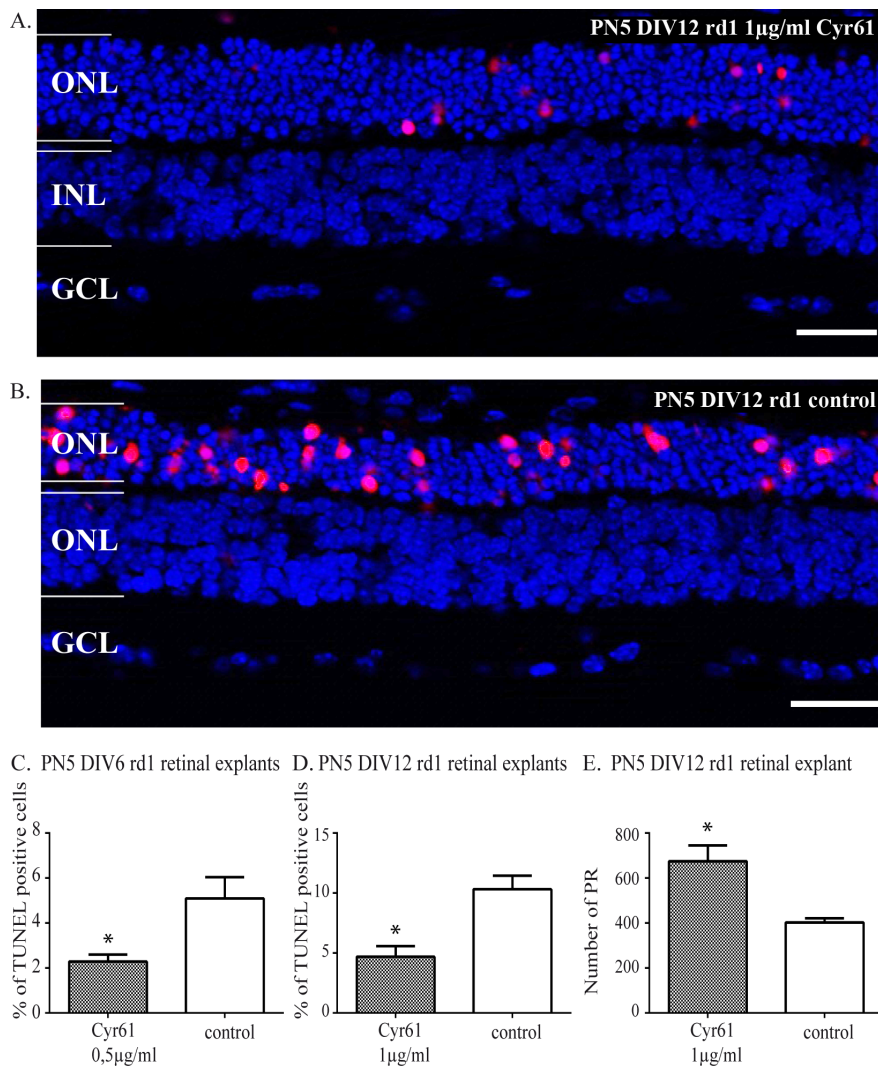 A.
PN5 DIV12 rd1 1µg/ml Cyr61
ONL
INL
GCL
B.
PN5 DIV12 rd1 control
ONL
ONL
GCL
C. PN5 DIV6 rd1 retinal explants
% of TUNEL positive cells
8
6
4
2
0
*
Cyr61
0,5µg/ml
control
D. PN5 DIV12 rd1 retinal explants
% of TUNEL positive cells
15
10
5
0
*
Cyr61
1µg/ml
control
E. PN5 DIV12 rd1 retinal explant
Number of PR
800
600
400
200
0
*
Cyr61
1µg/ml
control